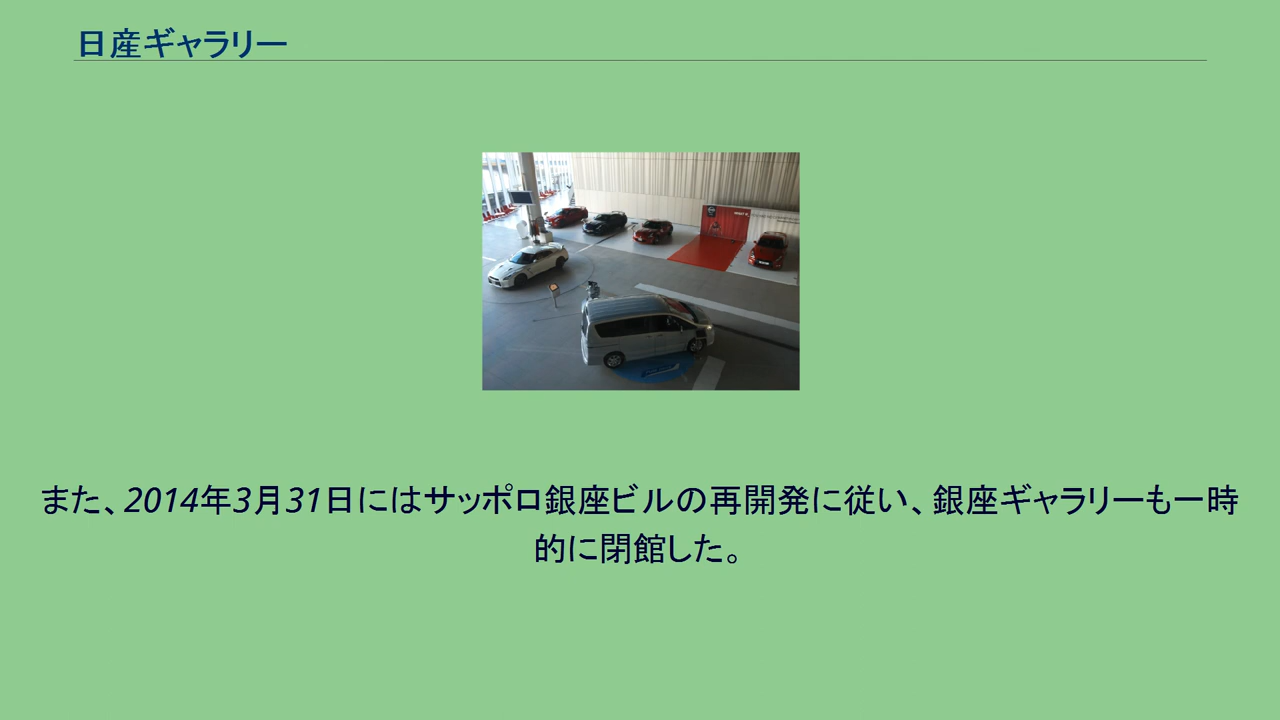 日産ギャラリー
また、2014年3月31日にはサッポロ銀座ビルの再開発に従い、銀座ギャラリーも一時
的に閉館した。